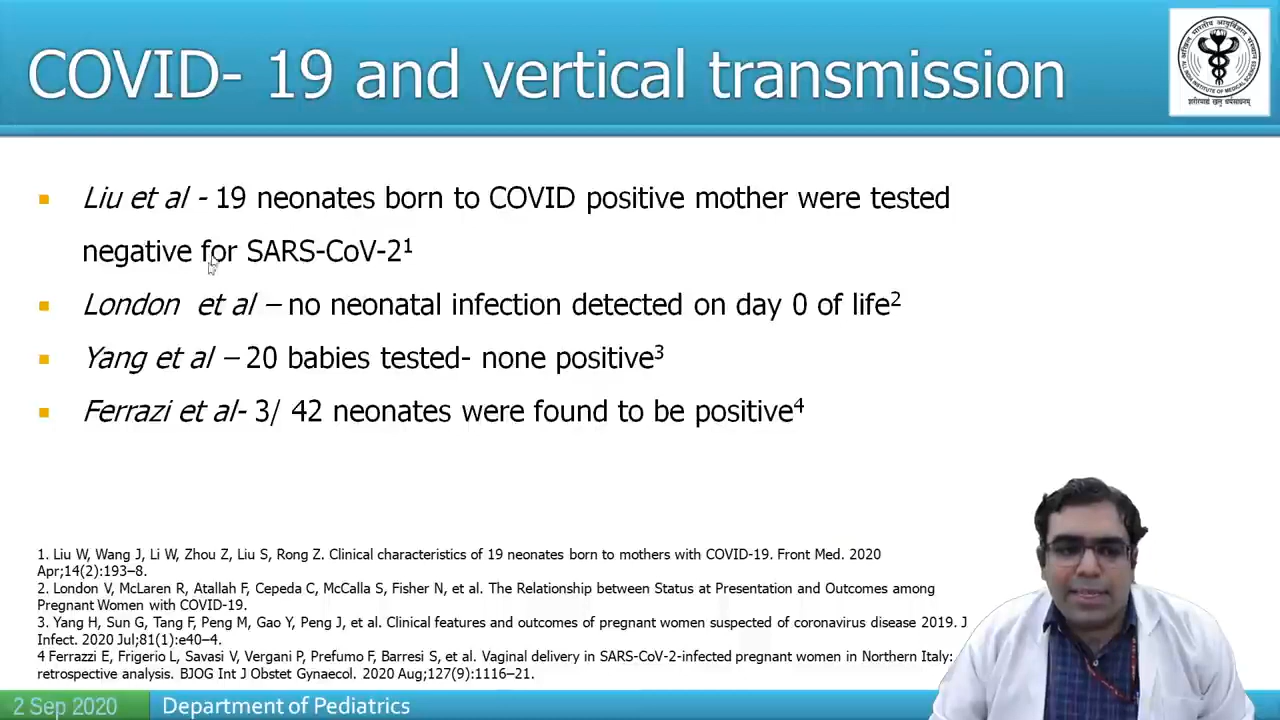 COVID- 19 and vertical transmission
Liu et al - 19 neonates born to COVID positive mother were tested
negative for SARS-CoV-2¹
London et al – no neonatal infection detected on day 0 of life²
Yang et al – 20 babies tested- none positive³
Ferrazi et al- 3/ 42 neonates were found to be positive⁴
1. Liu W, Wang J, Li W, Zhou Z, Liu S, Rong Z. Clinical characteristics of 19 neonates born to mothers with COVID-19. Front Med. 2020
Apr;14(2):193–8.
2. London V, McLaren R, Atallah F, Cepeda C, McCalla S, Fisher N, et al. The Relationship between Status at Presentation and Outcomes among
Pregnant Women with COVID-19.
3. Yang H, Sun G, Tang F, Peng M, Gao Y, Peng J, et al. Clinical features and outcomes of pregnant women suspected of coronavirus disease 2019. J
Infect. 2020 Jul;81(1):e40–4.
4 Ferrazzi E, Frigerio L, Savasi V, Vergani P, Prefumo F, Barresi S, et al. Vaginal delivery in SARS-CoV-2-infected pregnant women in Northern Italy:
retrospective analysis. BJOG Int J Obstet Gynaecol. 2020 Aug;127(9):1116–21.
2 Sep 2020
Department of Pediatrics